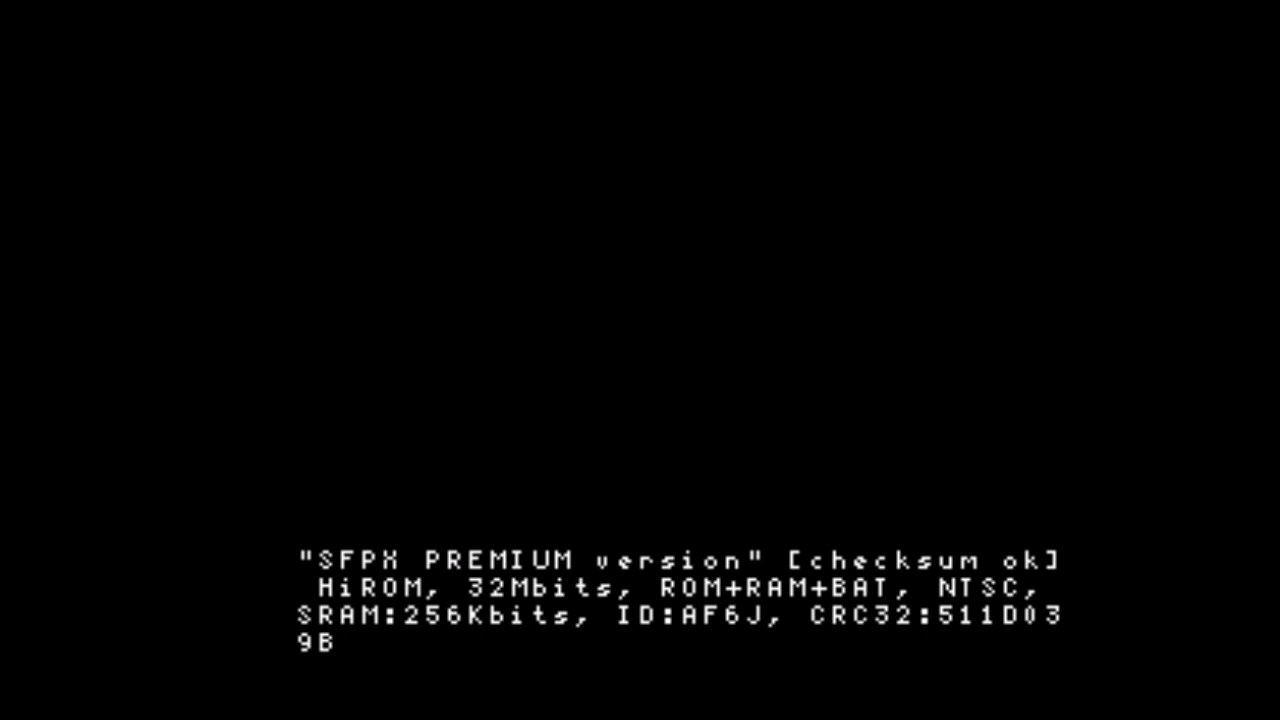 "SFPX PREMIUM version" [checksum ok]
HiROM, 32Mbits, ROM+RAM+BAT, NTSC,
SRAM:256Kbits, ID:AF6J, CRC32:511D03
9B